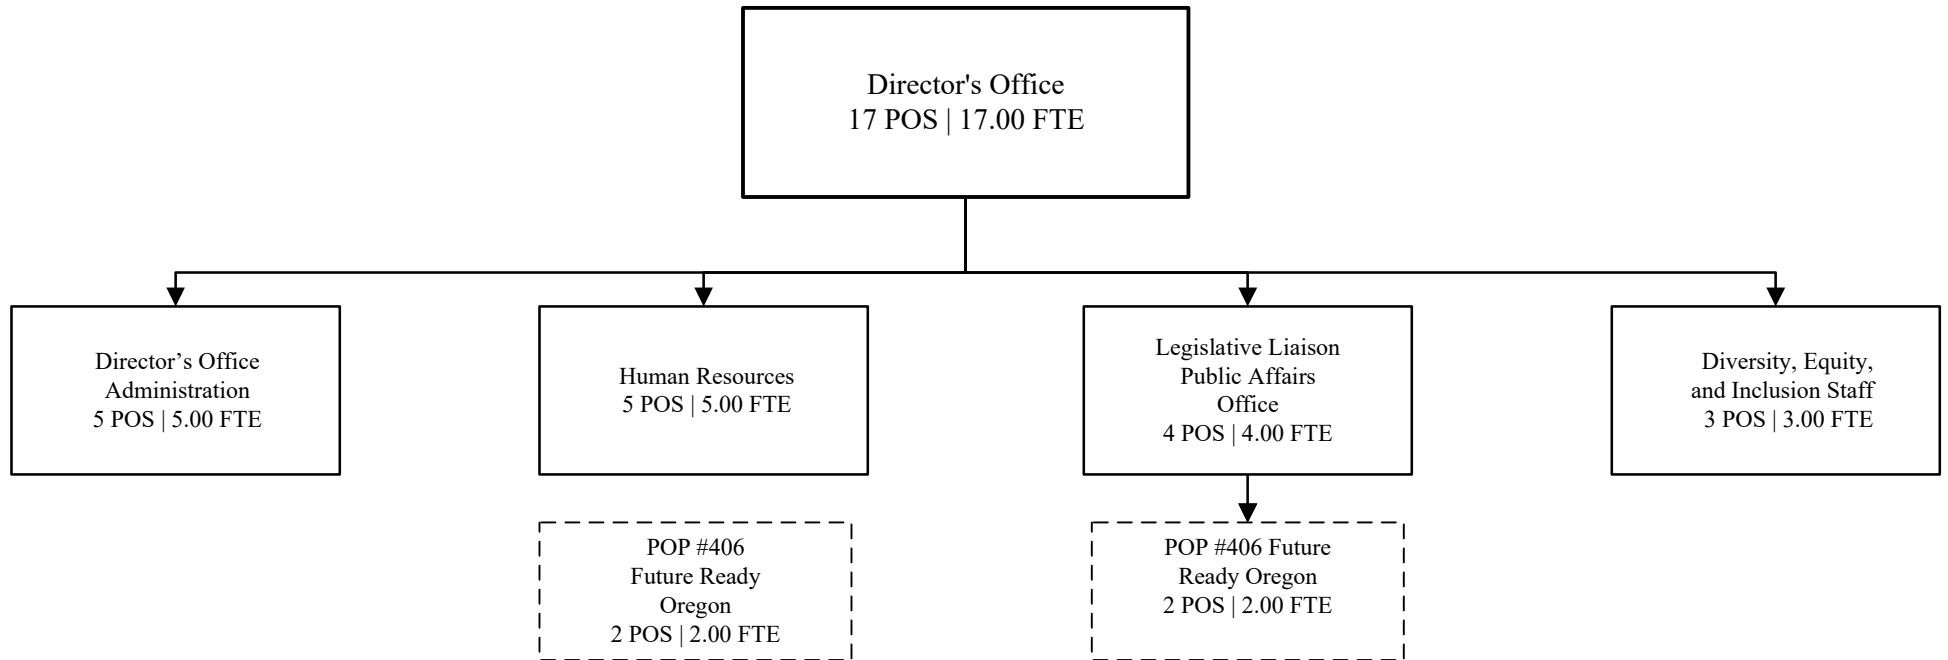 Director's Office
17 POS | 17.00 FTE
Director’s Office
Administration
5 POS | 5.00 FTE
Human Resources
5 POS | 5.00 FTE
Legislative Liaison
Public Affairs
Office
4 POS | 4.00 FTE
Diversity, Equity,
and Inclusion Staff
3 POS | 3.00 FTE
POP #406
Future Ready
Oregon
2 POS | 2.00 FTE
POP #406 Future
Ready Oregon
2 POS | 2.00 FTE